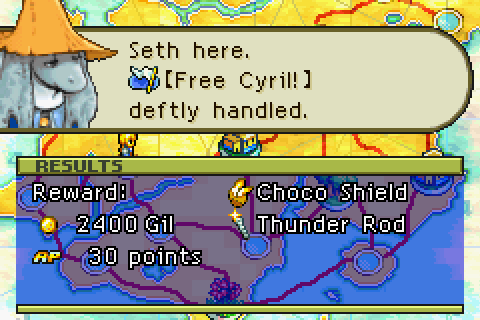 Seth here.
[Free Cyril!]
deftly handled.
RESULTS
Reward: Choco Shield
2400 Gil Thunder Rod
AP 30 points